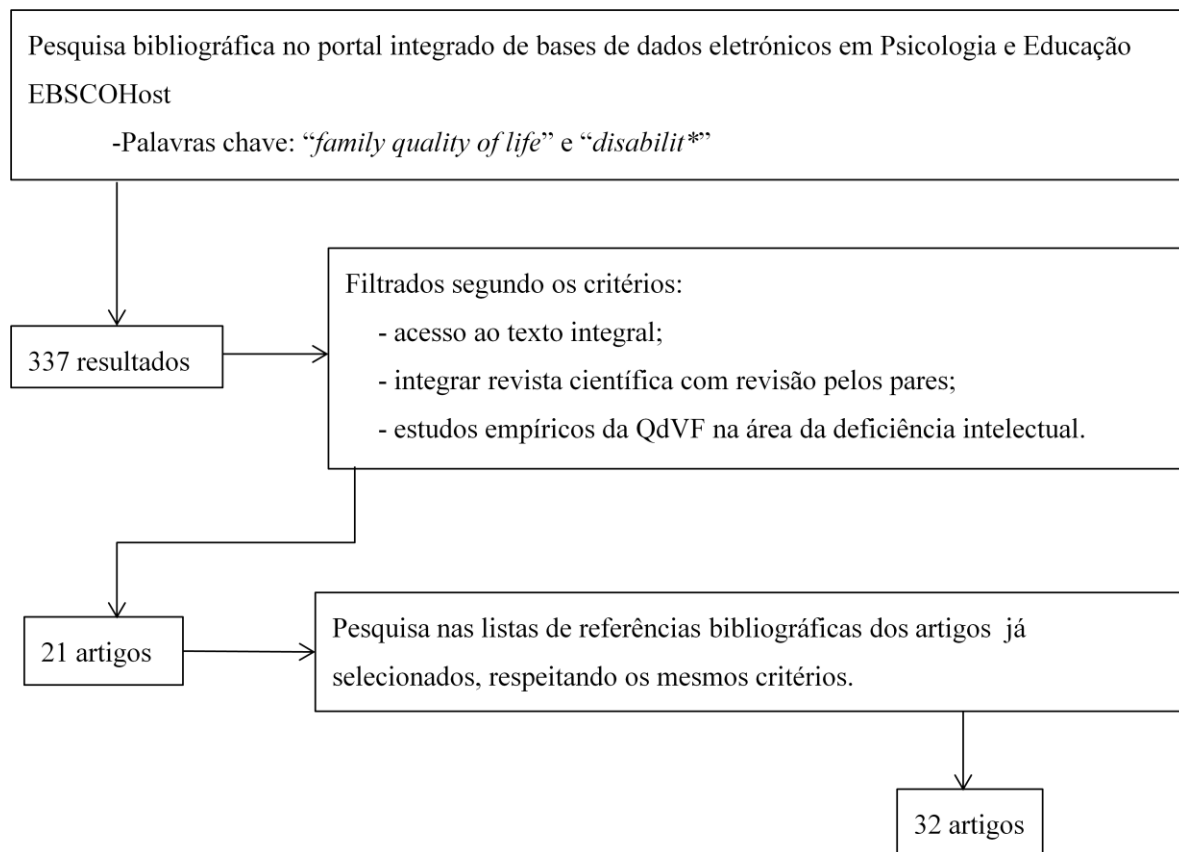 Pesquisa bibliográfica no portal integrado de bases de dados eletrónicos em Psicologia e Educação
EBSCOHost
-Palavras chave: “family quality of life” e “disabilit*”
337 resultados
Filtrados segundo os critérios:
- acesso ao texto integral;
- integrar revista científica com revisão pelos pares;
- estudos empíricos da QdVF na área da deficiência intelectual.
21 artigos
Pesquisa nas listas de referências bibliográficas dos artigos já
selecionados, respeitando os mesmos critérios.
32 artigos